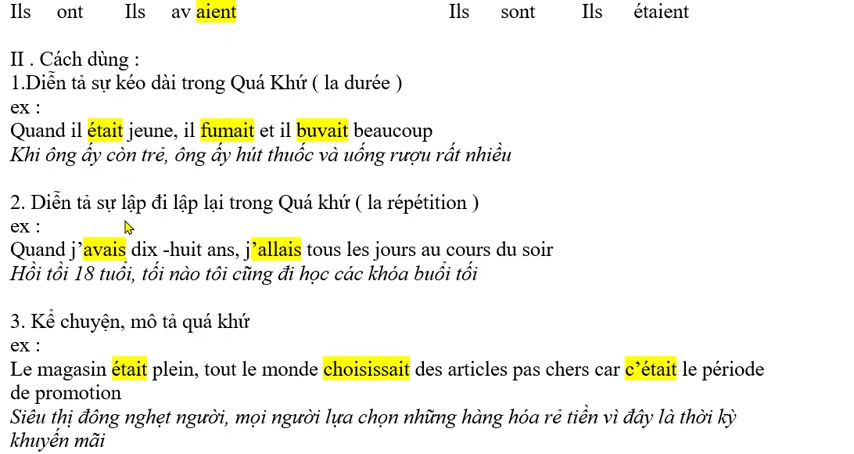 Ils ont Ils av aient Ils sont Ils étaient
II . Cách dùng :
1.Diễn tả sự kéo dài trong Quá Khứ ( la durée )
ex :
Quand il était jeune, il fumait et il buvait beaucoup
Khi ông ấy còn trẻ, ông ấy hút thuốc và uống rượu rất nhiều
2. Diễn tả sự lập đi lập lại trong Quá khứ ( la répétition )
ex :
Quand j’avais dix -huit ans, j’allais tous les jours au cours du soir
Hồi tôì 18 tuổi, tối nào tôi cũng đi học các khóa buổi tối
3. Kể chuyện, mô tả quá khứ
ex :
Le magasin était plein, tout le monde choisissait des articles pas chers car c’était le période
de promotion
Siêu thị đông nghẹt người, mọi người lựa chọn những hàng hóa rẻ tiền vì đây là thời kỳ
khuyến mãi